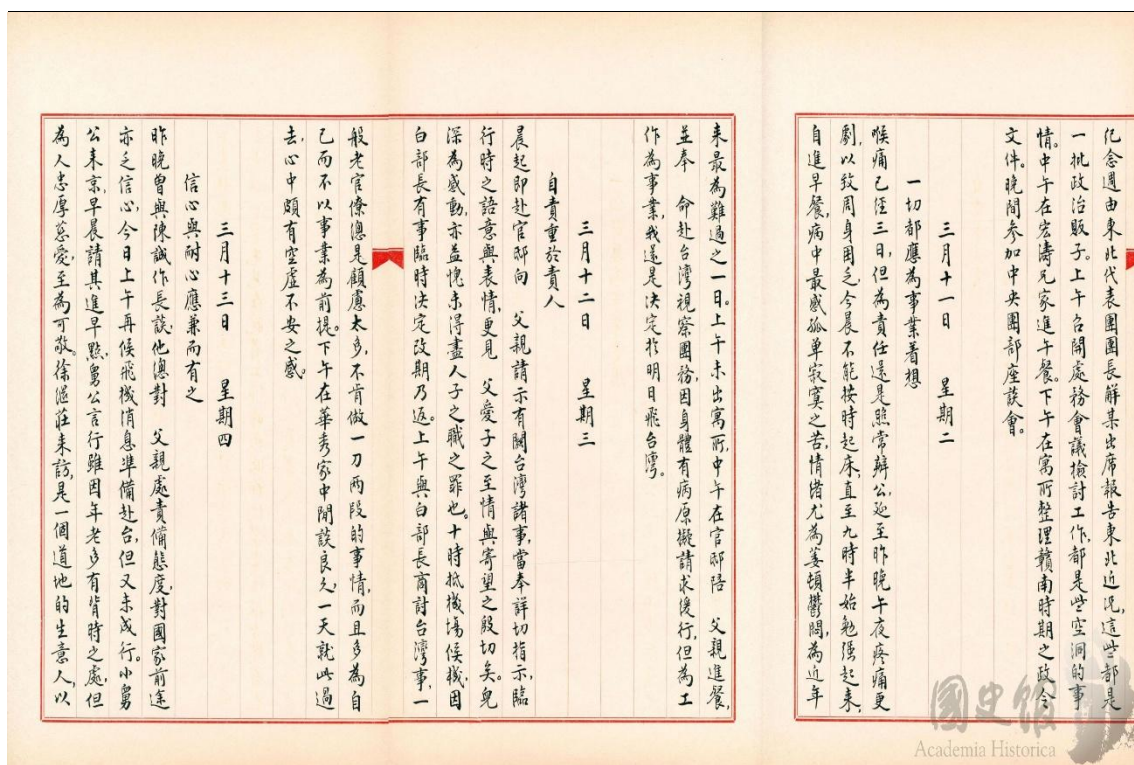 紀念週由東北代表團團長解某出席報告東北近況，這些都是
一批政治販子。上午召開處務會議檢討工作，都是些空洞的事
情。中午在宏濤兄家進午餐。下午在寓所整理贛南時期之政令
文件。晚間參加中央團部座談會。
三月十一日　星期二
一切都應為事業着想
喉痛已經三日，但為責任還是照常辦公，延至昨晚午夜疼痛更
劇，以致周身困乏，今晨不能按時起床，直至九時半始勉强起來，
自進早餐，病中最感孤單寂寞之苦，情緒尤為萎頓鬱悶，為近年
來最為難過之一日。上午未出寓所，中午在官邸陪　父親進餐，
並奉　命赴台灣視察團務，因身體有病原擬請求緩行，但為工
作為事業，我還是決定於明日飛台灣。
三月十二日　星期三
自責重於責人
晨起即赴官邸向　父親請示有關台灣諸事，當奉詳切指示，臨
行時之語意與表情，更見　父愛子之至情與寄望之殷切矣。兒
深為感動，亦益愧未得盡人子之職之罪也。十時抵機場候機，因
白部長有事臨時決定改期乃返。上午與白部長商討台灣事，一
般老官僚總是顧慮太多，不肯做一刀兩段的事情，而且多為自
己而不以事業為前提。下午在華秀家中閒談良久，一天就此過
去，心中頗有空虛不安之感。
三月十三日　星期四
信心與耐心應兼而有之
昨晚曾與陳誠作長談，他總對　父親處責備態度，對國家前途
亦乏信心，今日上午再候飛機消息準備赴台，但又未成行。小舅
公來京，早晨請其進早點，舅公言行雖因年老多有背時之處，但
為人忠厚慈愛，至為可敬。徐濨莊來訪，是一個道地的生意人，以
國史館
Academia Historica